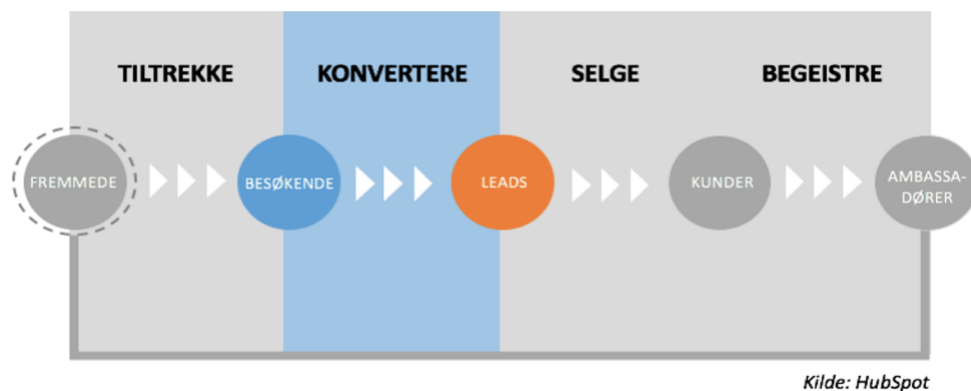 TILTREKKE
KONVERTERE
SELGE
BEGEISTRE
FREMMEDE
BESØKENDE
LEADS
KUNDER
AMBASSA-
DØRER
Kilde: HubSpot